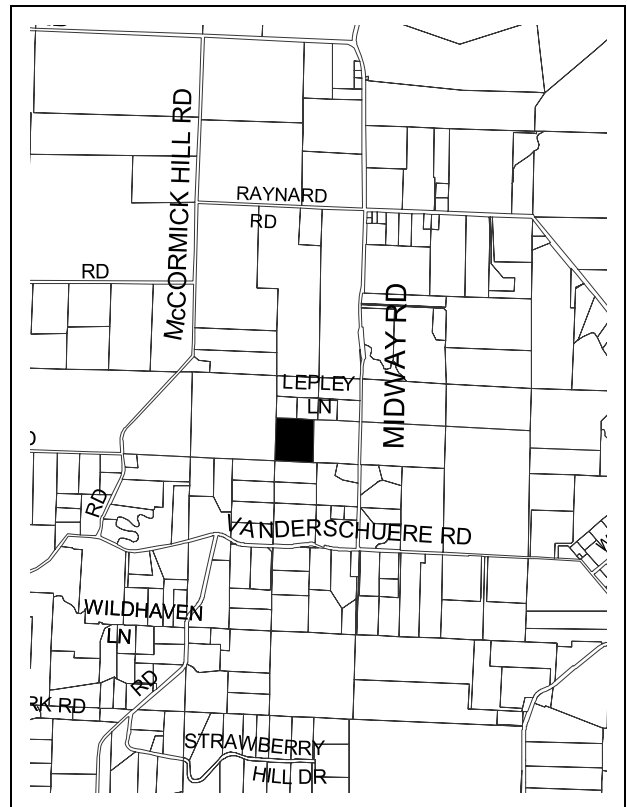 McCORMICK HILL RD
RAYNARD
RD
RD
MIDWAY RD
LEPLEY
LN
RD
VANDERSCHUERE RD
WILDHAVEN
LN
RD
RK RD
STRAWBERRY
HILL DR